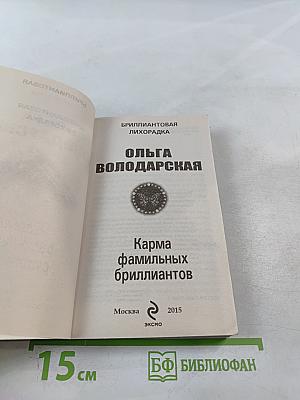 БРИЛЛИАНТОВАЯ
ЛИХОРАДКА
ОЛЬГА
ВОЛОДАРСКАЯ
Карма
фамильных
бриллиантов
Москва 2015
ЭКСМО
15 см
БФ БИБЛИОФАН